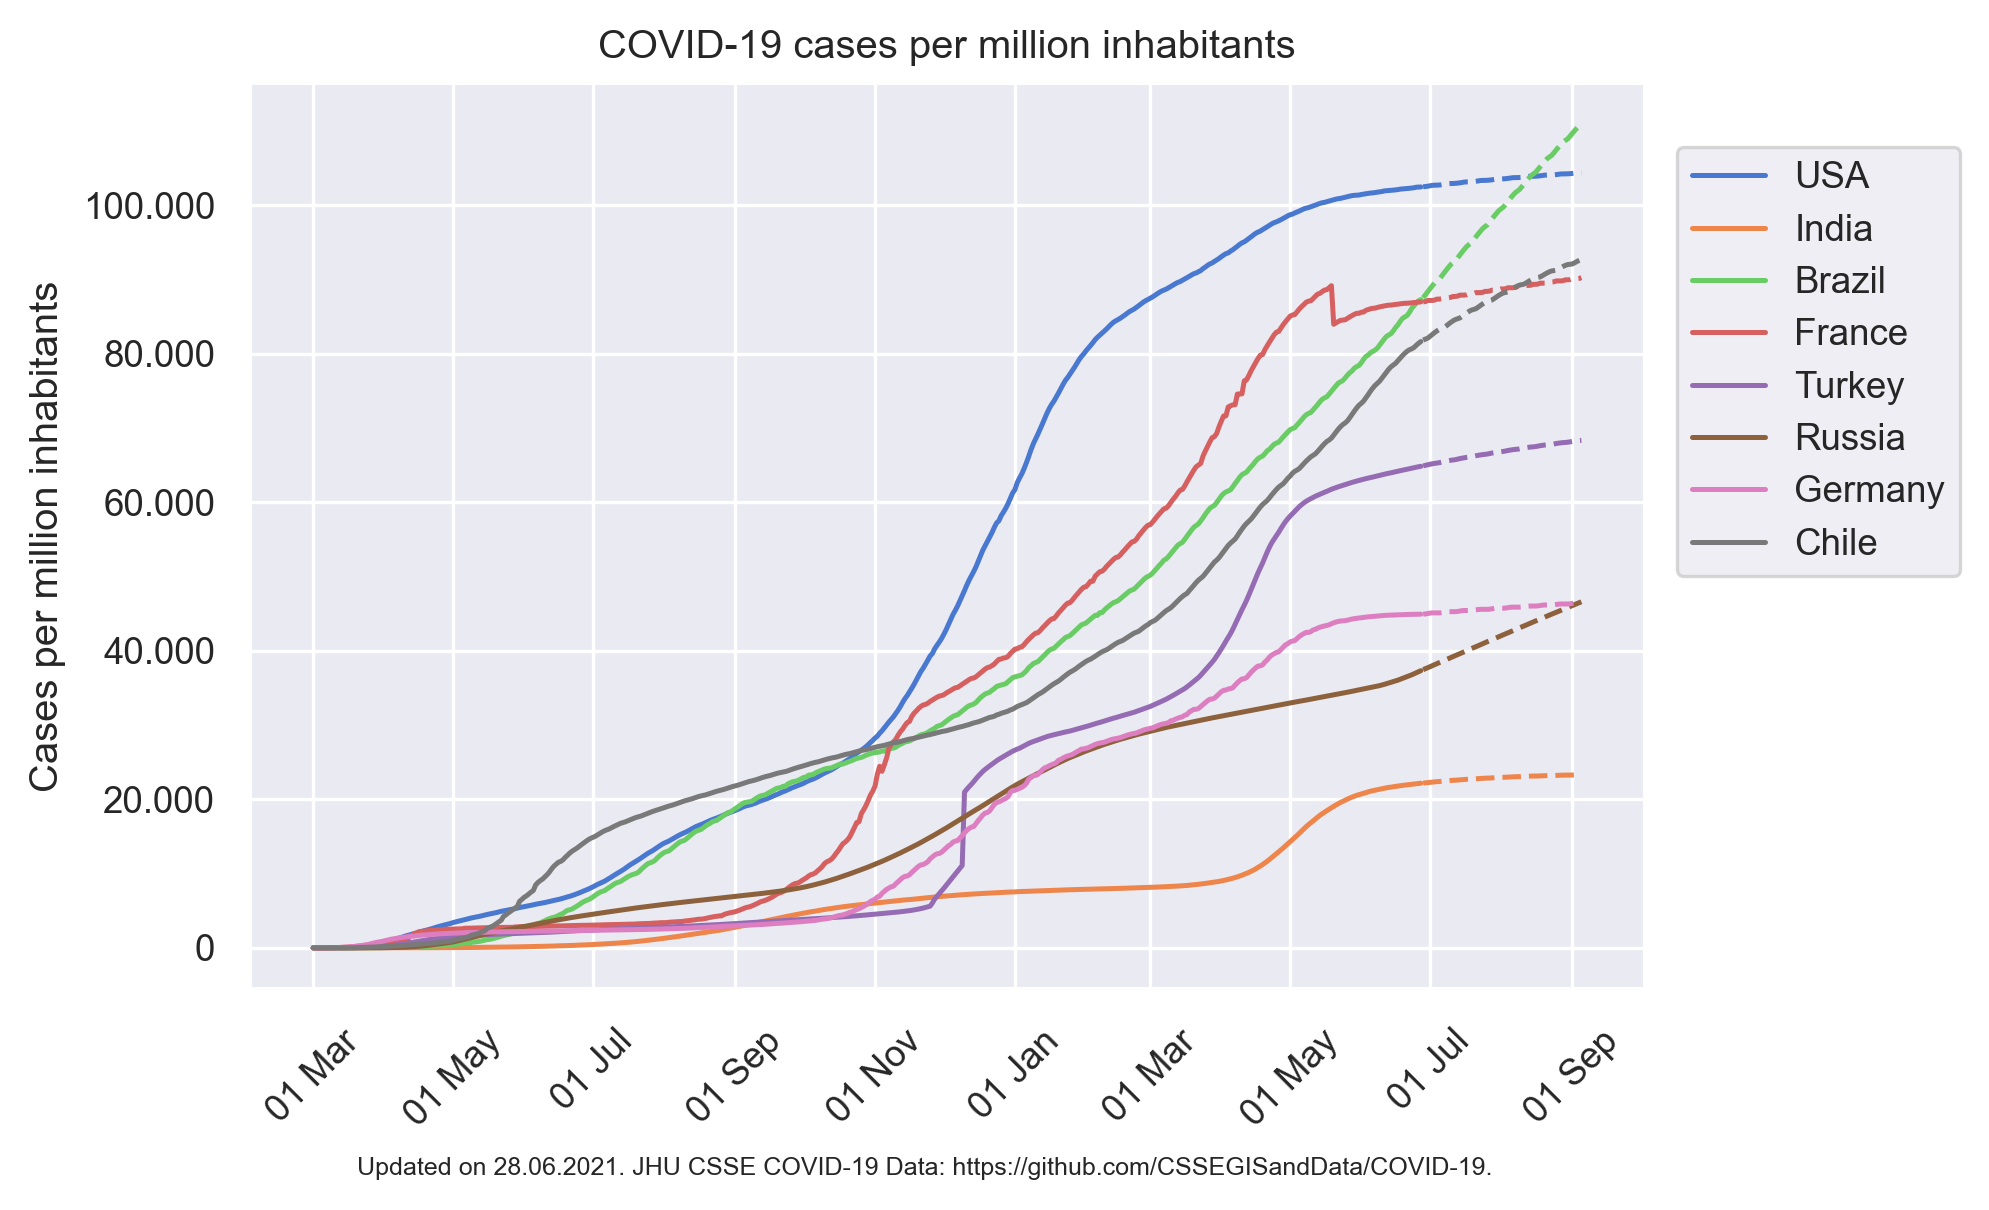 COVID-19 cases per million inhabitants
Cases per million inhabitants
100.000
80.000
60.000
40.000
20.000
0
01 Mar
01 May
01 Jul
01 Sep
01 Nov
01 Jan
01 Mar
01 May
01 Jul
01 Sep
USA
India
Brazil
France
Turkey
Russia
Germany
Chile
Updated on 28.06.2021. JHU CSSE COVID-19 Data: https://github.com/CSSEGISandData/COVID-19.